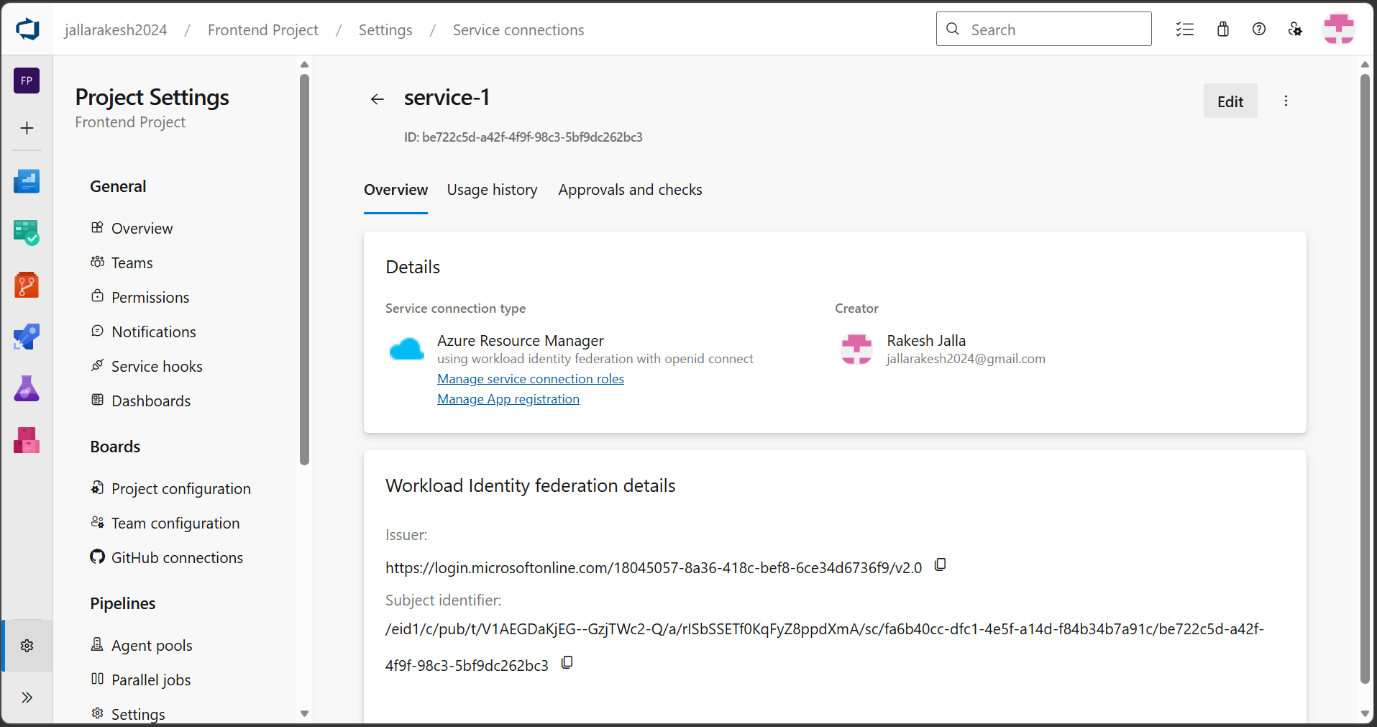 jallarakesh2024 / Frontend Project / Settings / Service connections
Search
FP
Project Settings
Frontend Project
General
Overview
Teams
Permissions
Notifications
Service hooks
Dashboards
Boards
Project configuration
Team configuration
GitHub connections
Pipelines
Agent pools
Parallel jobs
Settings
service-1
Edit
ID: be722c5d-a42f-4f9f-98c3-5bf9dc262bc3
Overview Usage history Approvals and checks
Details
Service connection type
Azure Resource Manager
using workload identity federation with openid connect
Manage service connection roles
Manage App registration
Creator
Rakesh Jalla
jallarakesh2024@gmail.com
Workload Identity federation details
Issuer:
https://login.microsoftonline.com/18045057-8a36-418c-bef8-6ce34d6736f9/v2.0
Subject identifier:
/eid1/c/pub/t/V1AEGDaKjEG--GzjTWc2-Q/a/rISbSSETf0KqFyZ8ppdXmA/sc/fa6b40cc-dfc1-4e5f-a14d-f84b34b7a91c/be722c5d-a42f-
4f9f-98c3-5bf9dc262bc3